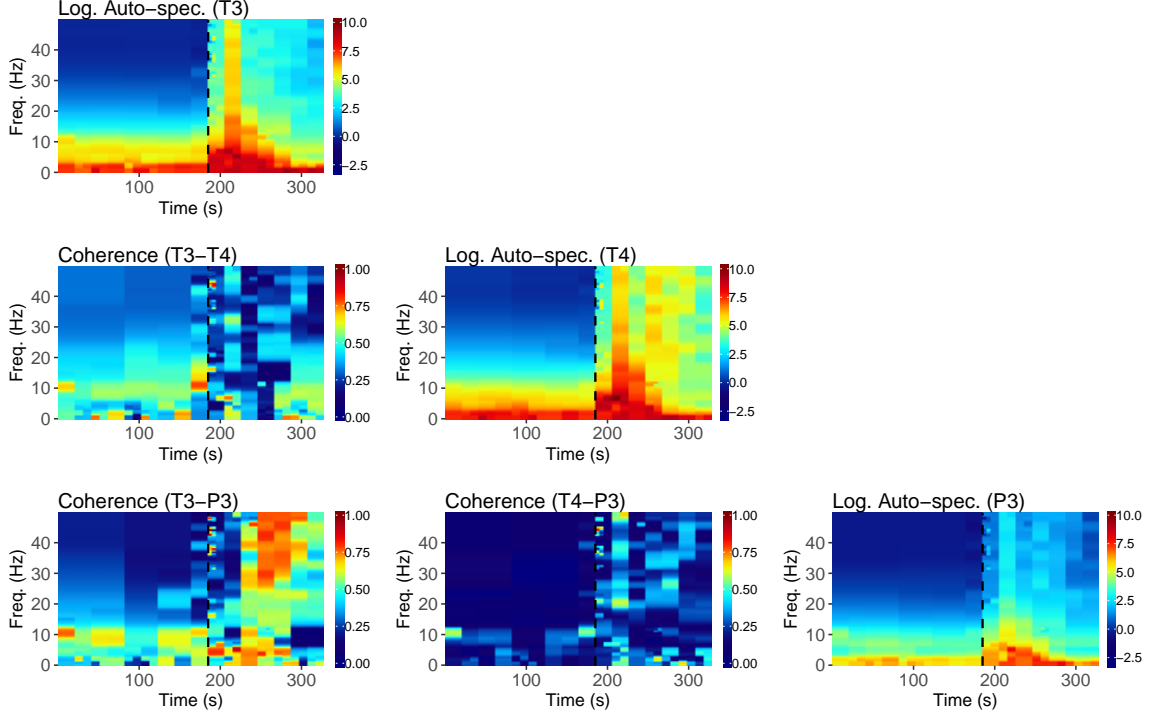 Log. Auto−spec. (T3)
Freq. (Hz)
40
30
20
10
0
100 200 300
Time (s)
10.0
7.5
5.0
2.5
0.0
−2.5
Coherence (T3−T4)
Freq. (Hz)
40
30
20
10
0
100 200 300
Time (s)
1.00
0.75
0.50
0.25
0.00
Log. Auto−spec. (T4)
Freq. (Hz)
40
30
20
10
0
100 200 300
Time (s)
10.0
7.5
5.0
2.5
0.0
−2.5
Coherence (T3−P3)
Freq. (Hz)
40
30
20
10
0
100 200 300
Time (s)
1.00
0.75
0.50
0.25
0.00
Coherence (T4−P3)
Freq. (Hz)
40
30
20
10
0
100 200 300
Time (s)
1.00
0.75
0.50
0.25
0.00
Log. Auto−spec. (P3)
Freq. (Hz)
40
30
20
10
0
100 200 300
Time (s)
10.0
7.5
5.0
2.5
0.0
−2.5